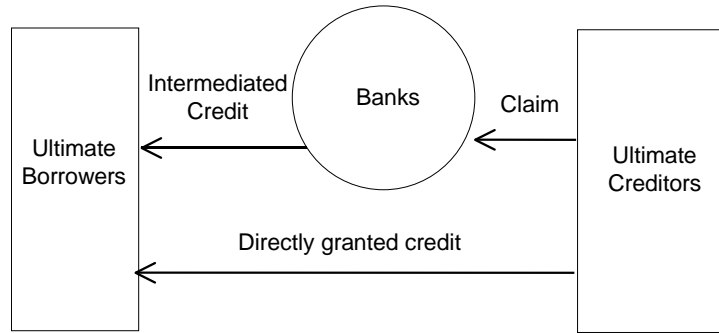 Intermediated
Credit
Banks
Claim
Ultimate
Borrowers
Ultimate
Creditors
Directly granted credit